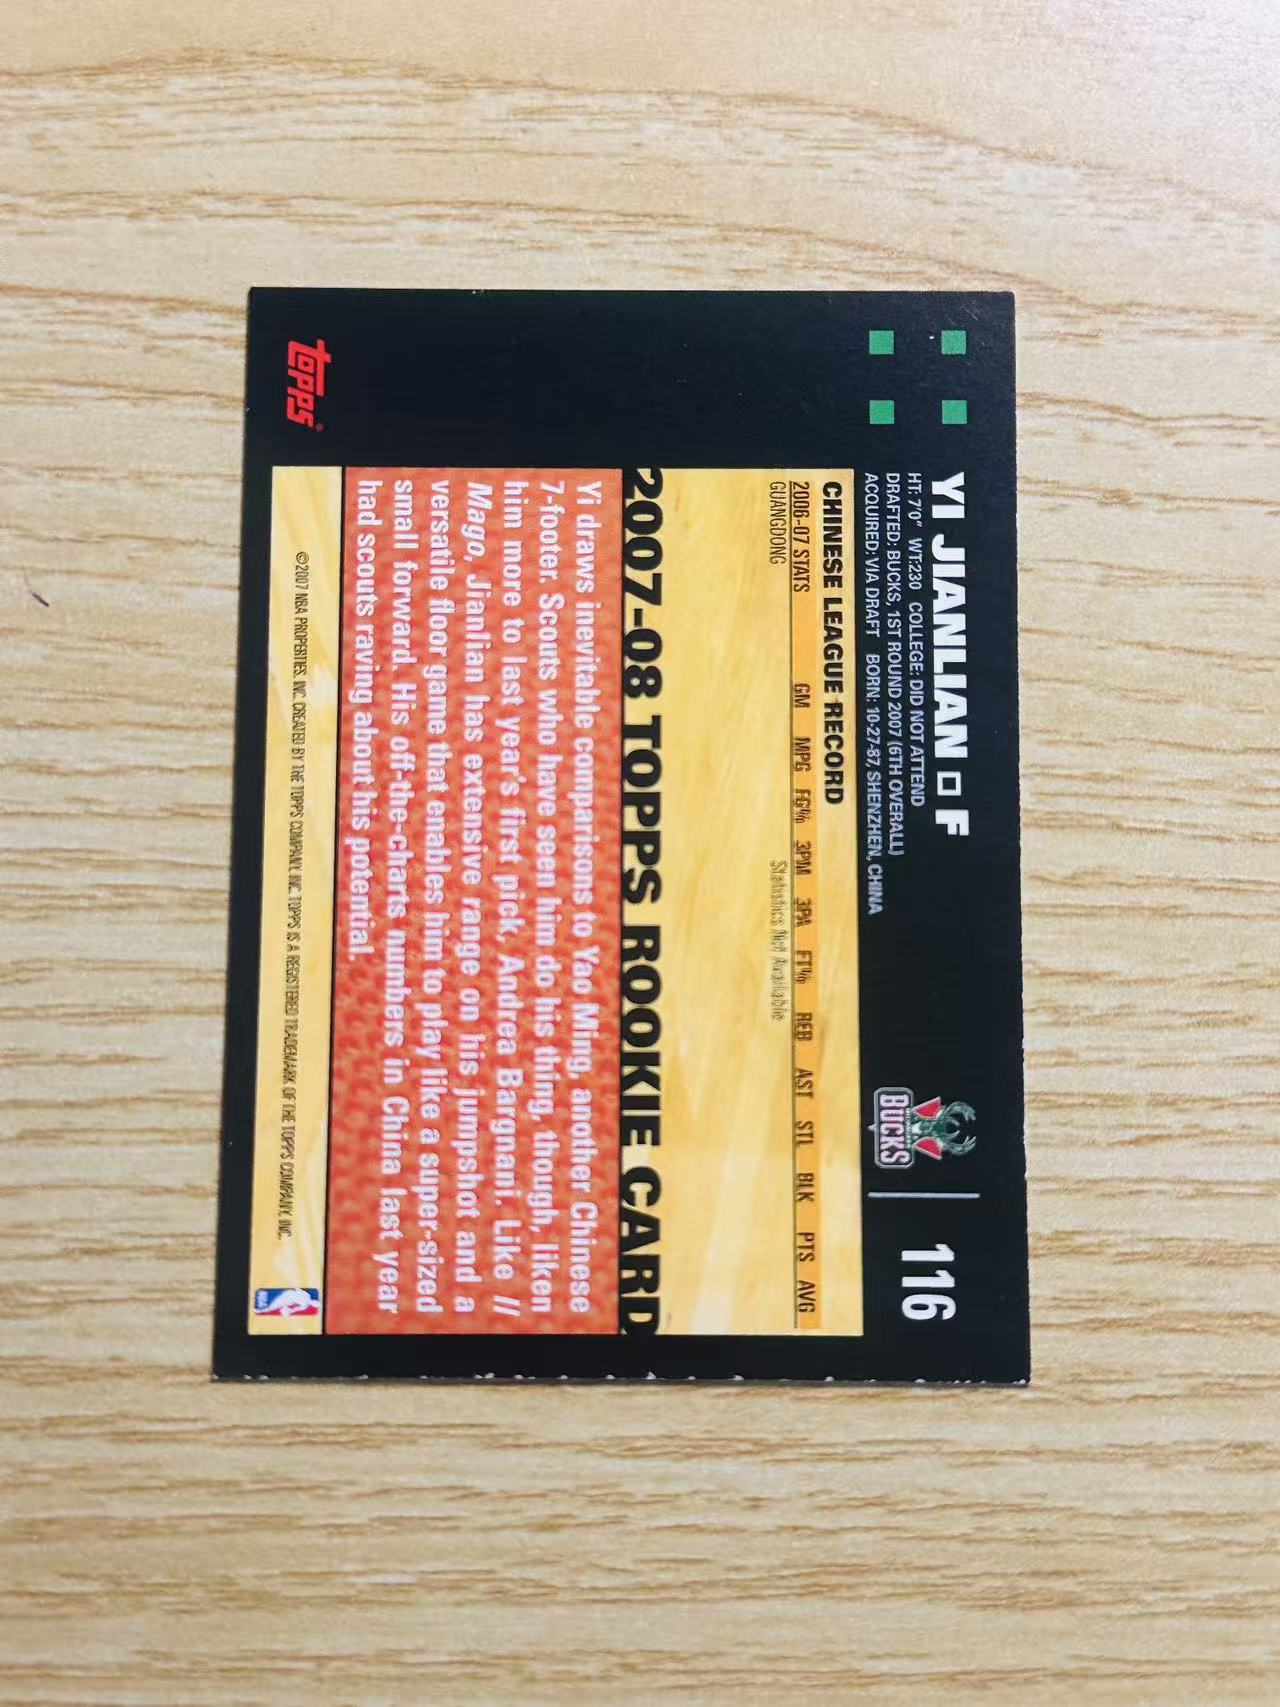 YI JIANLIAN □ F
HT: 7'0" WT:230 COLLEGE: DID NOT ATTEND
DRAFTED: BUCKS, 1ST ROUND 2007 (6TH OVERALL)
ACQUIRED: VIA DRAFT BORN: 10-27-87, SHENZHEN, CHINA
BUCKS
116
CHINESE LEAGUE RECORD
2006-07 STATS GM MPG FG% 3PM 3PA FT% REB AST STL BLK PTS AVG
GUANGDONG Statistics Not Available
2007-08 TOPPS ROOKIE CARD
Yi draws inevitable comparisons to Yao Ming, another Chinese
7-footer. Scouts who have seen him do his thing, though, liken
him more to last year's first pick, Andrea Bargnani. Like Il
Mago, Jianlian has extensive range on his jumpshot and a
versatile floor game that enables him to play like a super-sized
small forward. His off-the-charts numbers in China last year
had scouts raving about his potential.
©2007 NBA PROPERTIES, INC. CREATED BY THE TOPPS COMPANY, INC. TOPPS IS A REGISTERED TRADEMARK OF THE TOPPS COMPANY, INC.
topps®